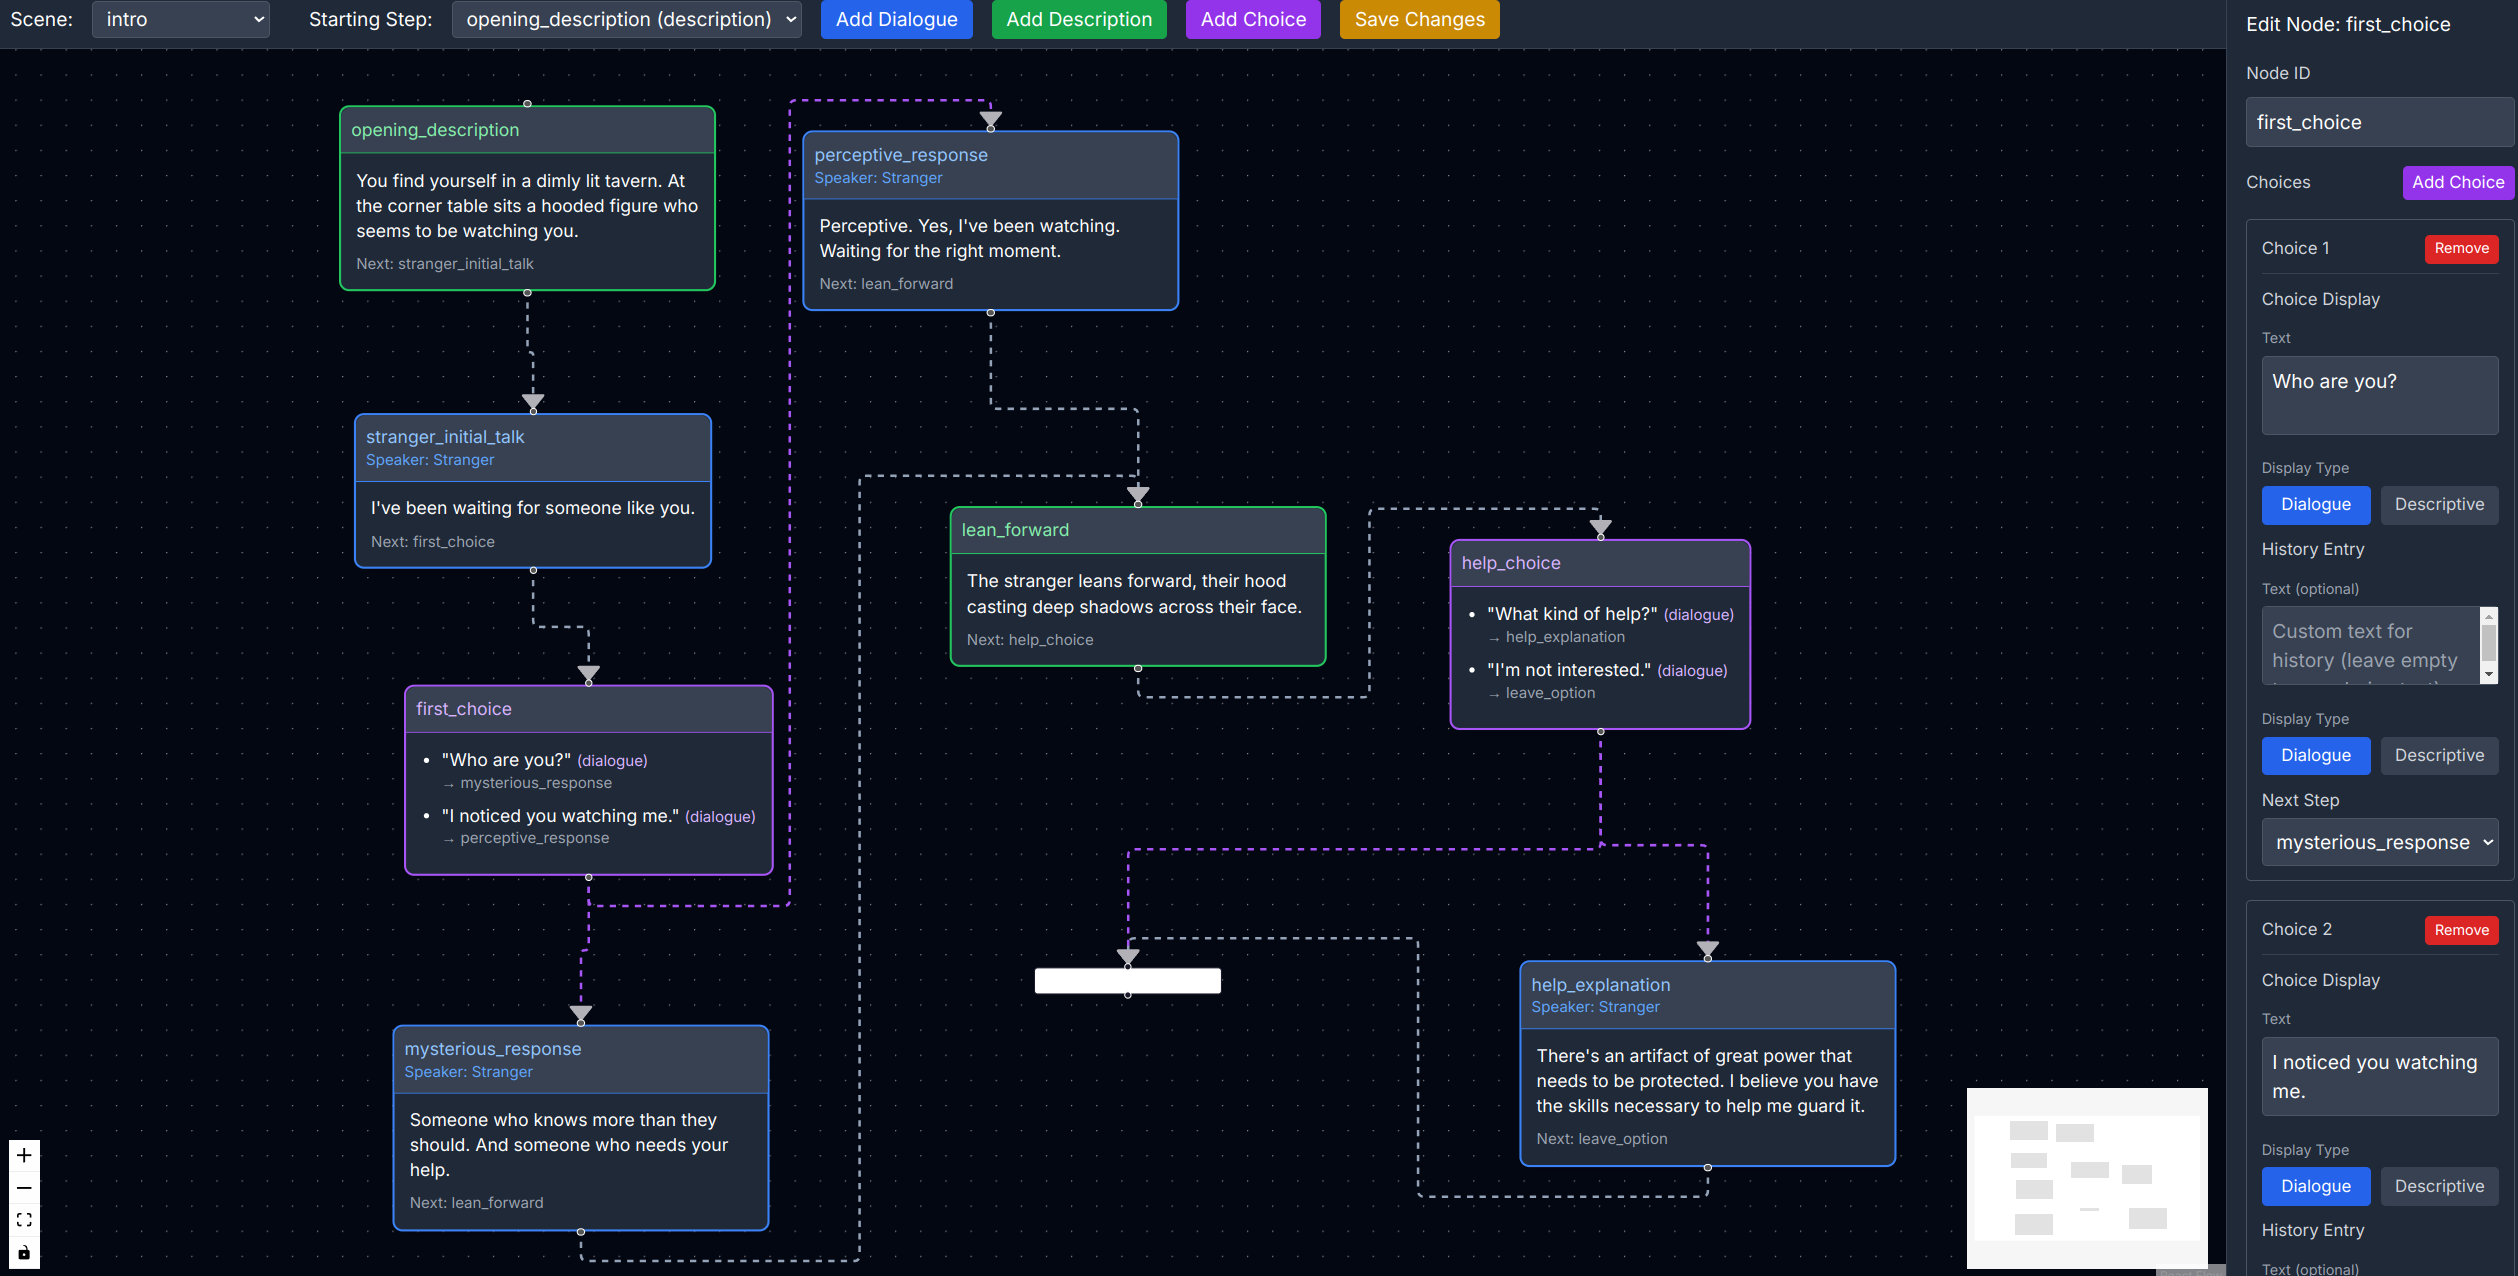 Scene:
intro
Starting Step:
opening_description (description)
Add Dialogue
Add Description
Add Choice
Save Changes
opening_description
You find yourself in a dimly lit tavern. At
the corner table sits a hooded figure who
seems to be watching you.
Next: stranger_initial_talk
perceptive_response
Speaker: Stranger
Perceptive. Yes, I've been watching.
Waiting for the right moment.
Next: lean_forward
stranger_initial_talk
Speaker: Stranger
I've been waiting for someone like you.
Next: first_choice
lean_forward
The stranger leans forward, their hood
casting deep shadows across their face.
Next: help_choice
help_choice
• "What kind of help?" (dialogue)
→ help_explanation
• "I'm not interested." (dialogue)
→ leave_option
first_choice
• "Who are you?" (dialogue)
→ mysterious_response
• "I noticed you watching me." (dialogue)
→ perceptive_response
mysterious_response
Speaker: Stranger
Someone who knows more than they
should. And someone who needs your
help.
Next: lean_forward
help_explanation
Speaker: Stranger
There's an artifact of great power that
needs to be protected. I believe you have
the skills necessary to help me guard it.
Next: leave_option
Edit Node: first_choice
Node ID
first_choice
Choices
Add Choice
Choice 1
Remove
Choice Display
Text
Who are you?
Display Type
Dialogue
Descriptive
History Entry
Text (optional)
Custom text for
history (leave empty
Display Type
Dialogue
Descriptive
Next Step
mysterious_response
Choice 2
Remove
Choice Display
Text
I noticed you watching
me.
Display Type
Dialogue
Descriptive
History Entry
Text (optional)